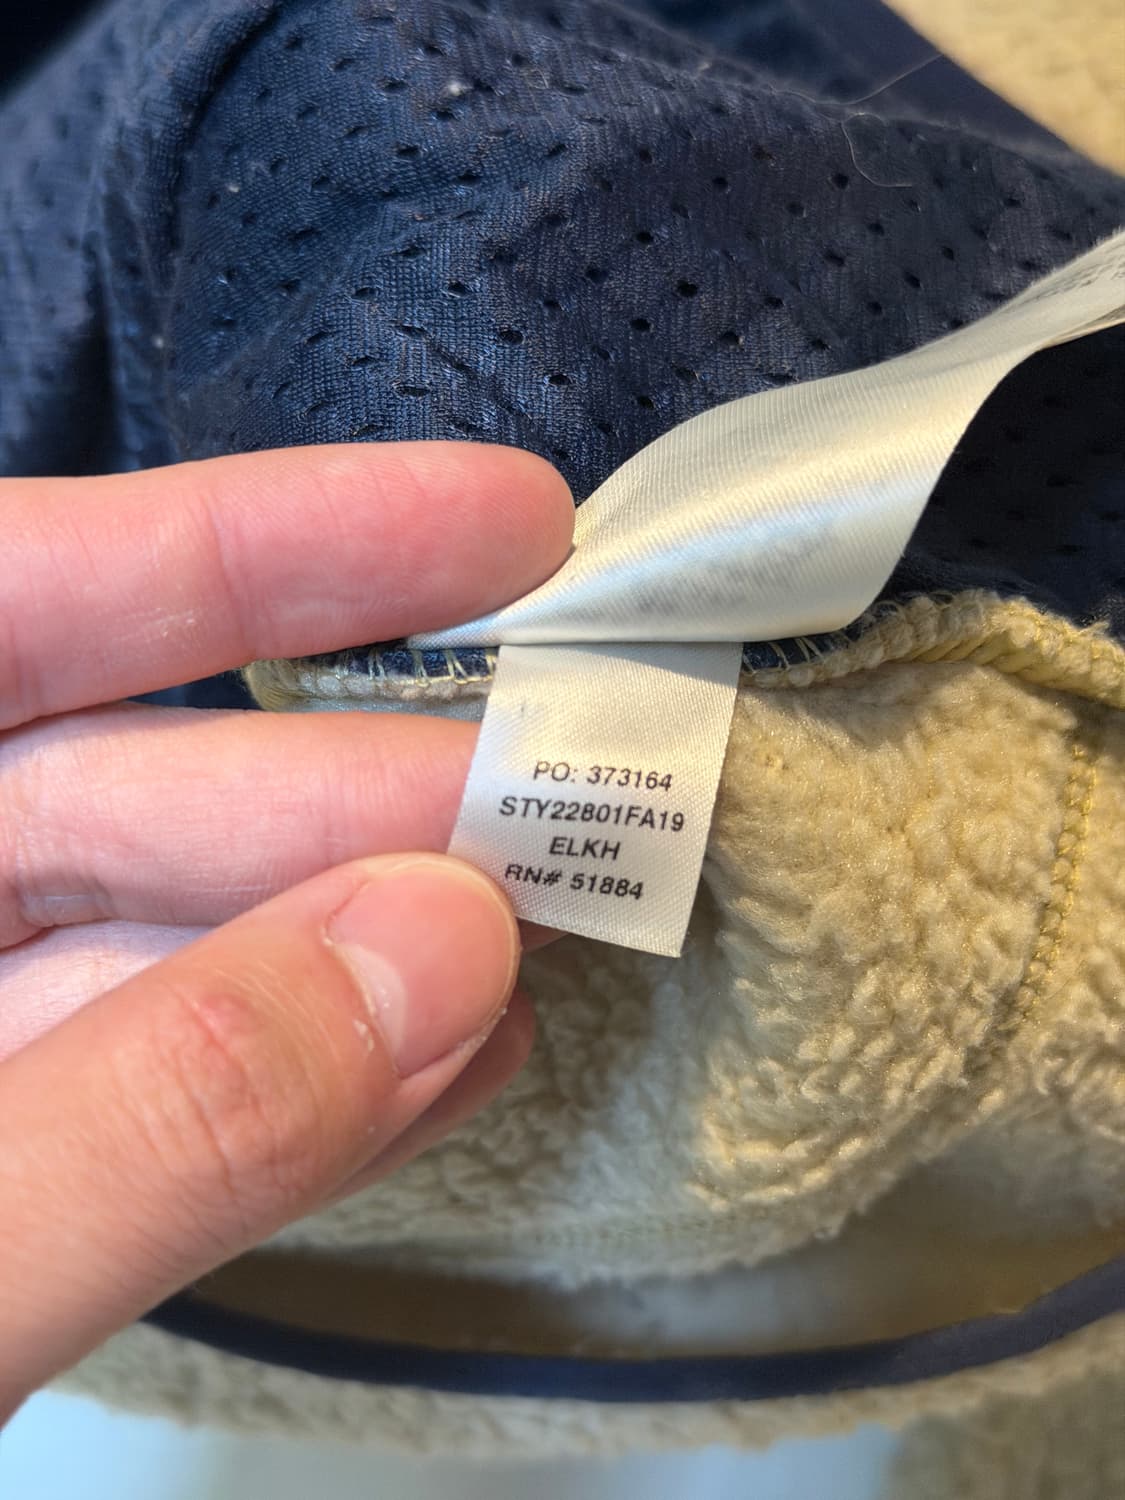 PO: 373164
STY22801FA19
ELKH
RN# 51884